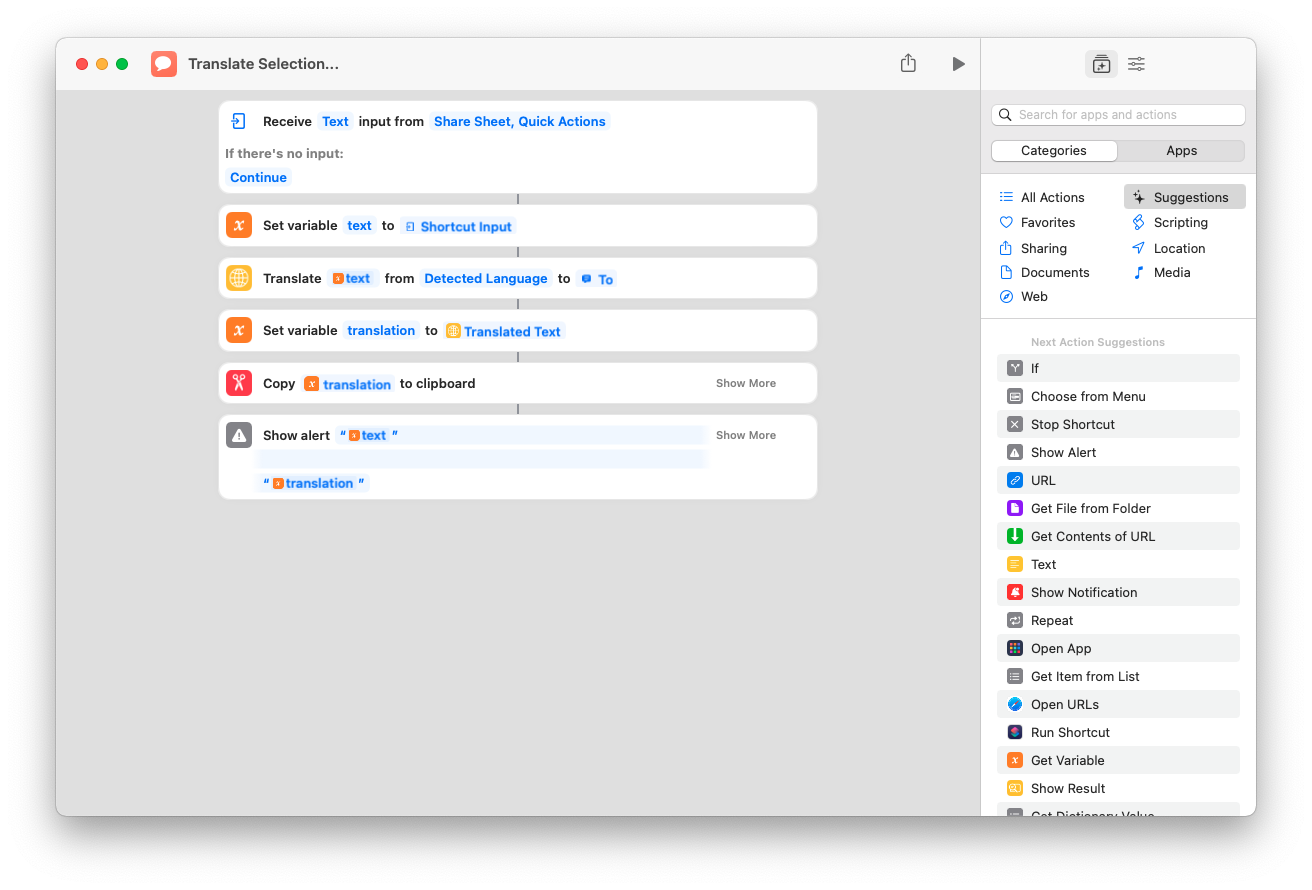 Translate Selection...
Receive Text input from Share Sheet, Quick Actions
If there's no input:
Continue
Set variable text to Shortcut Input
Translate text from Detected Language to To
Set variable translation to Translated Text
Copy translation to clipboard Show More
Show alert “ text ” Show More
“ translation ”
Search for apps and actions
Categories Apps
All Actions Suggestions
Favorites Scripting
Sharing Location
Documents Media
Web
Next Action Suggestions
If
Choose from Menu
Stop Shortcut
Show Alert
URL
Get File from Folder
Get Contents of URL
Text
Show Notification
Repeat
Open App
Get Item from List
Open URLs
Run Shortcut
Get Variable
Show Result
Get Dictionary Value